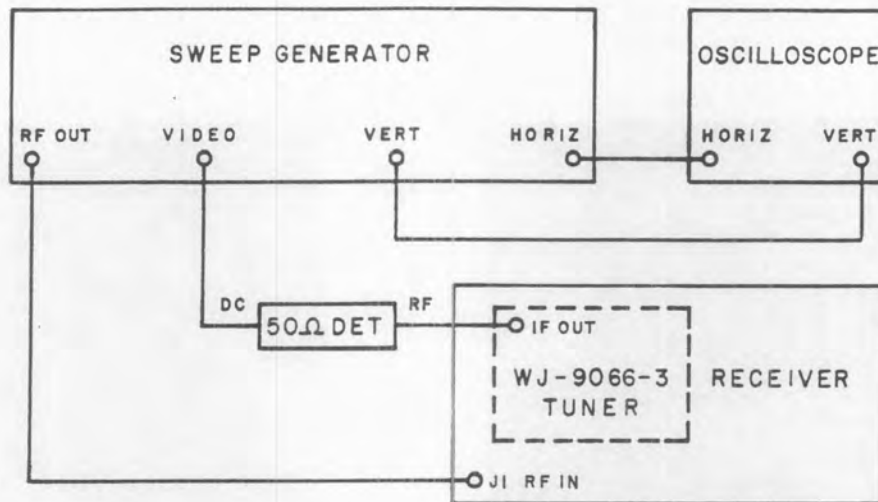 SWEEP GENERATOR
OSCILLOSCOPE
RF OUT
VIDEO
VERT
HORIZ
HORIZ
VERT
DC
50Ω DET
RF
IF OUT
WJ-9066-3
TUNER
RECEIVER
J1 RF IN